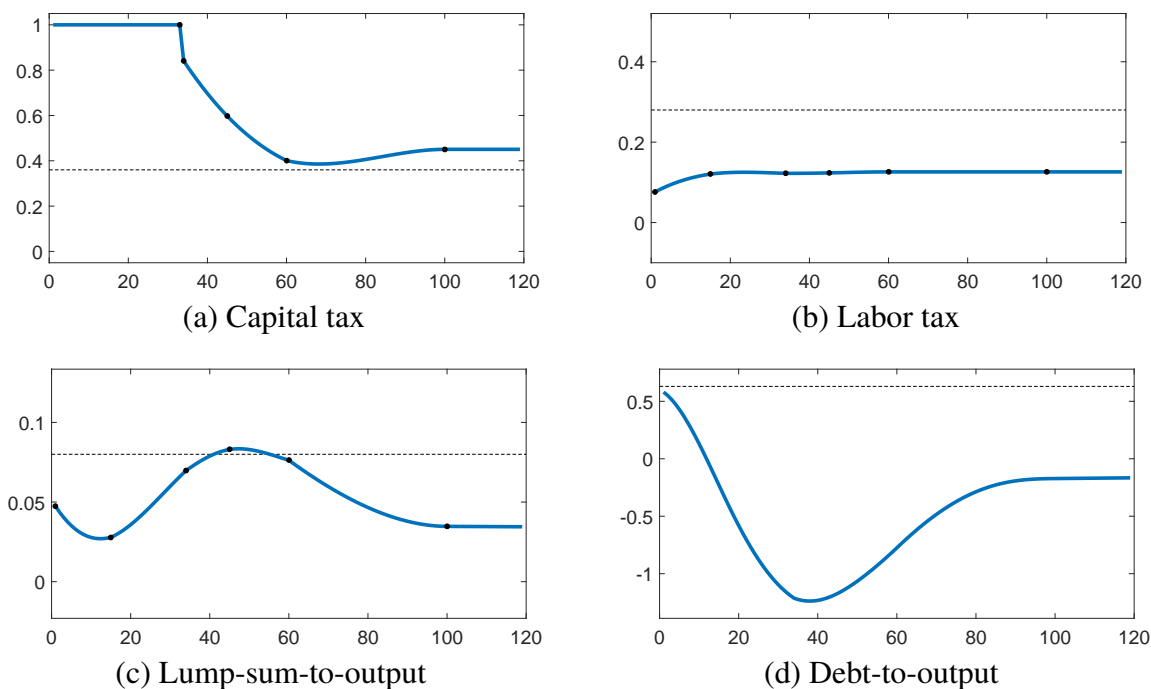 1
0.8
0.6
0.4
0.2
0
0 20 40 60 80 100 120
(a) Capital tax
0.4
0.2
0
0 20 40 60 80 100 120
(b) Labor tax
0.1
0.05
0
0 20 40 60 80 100 120
(c) Lump-sum-to-output
0.5
0
-0.5
-1
0 20 40 60 80 100 120
(d) Debt-to-output